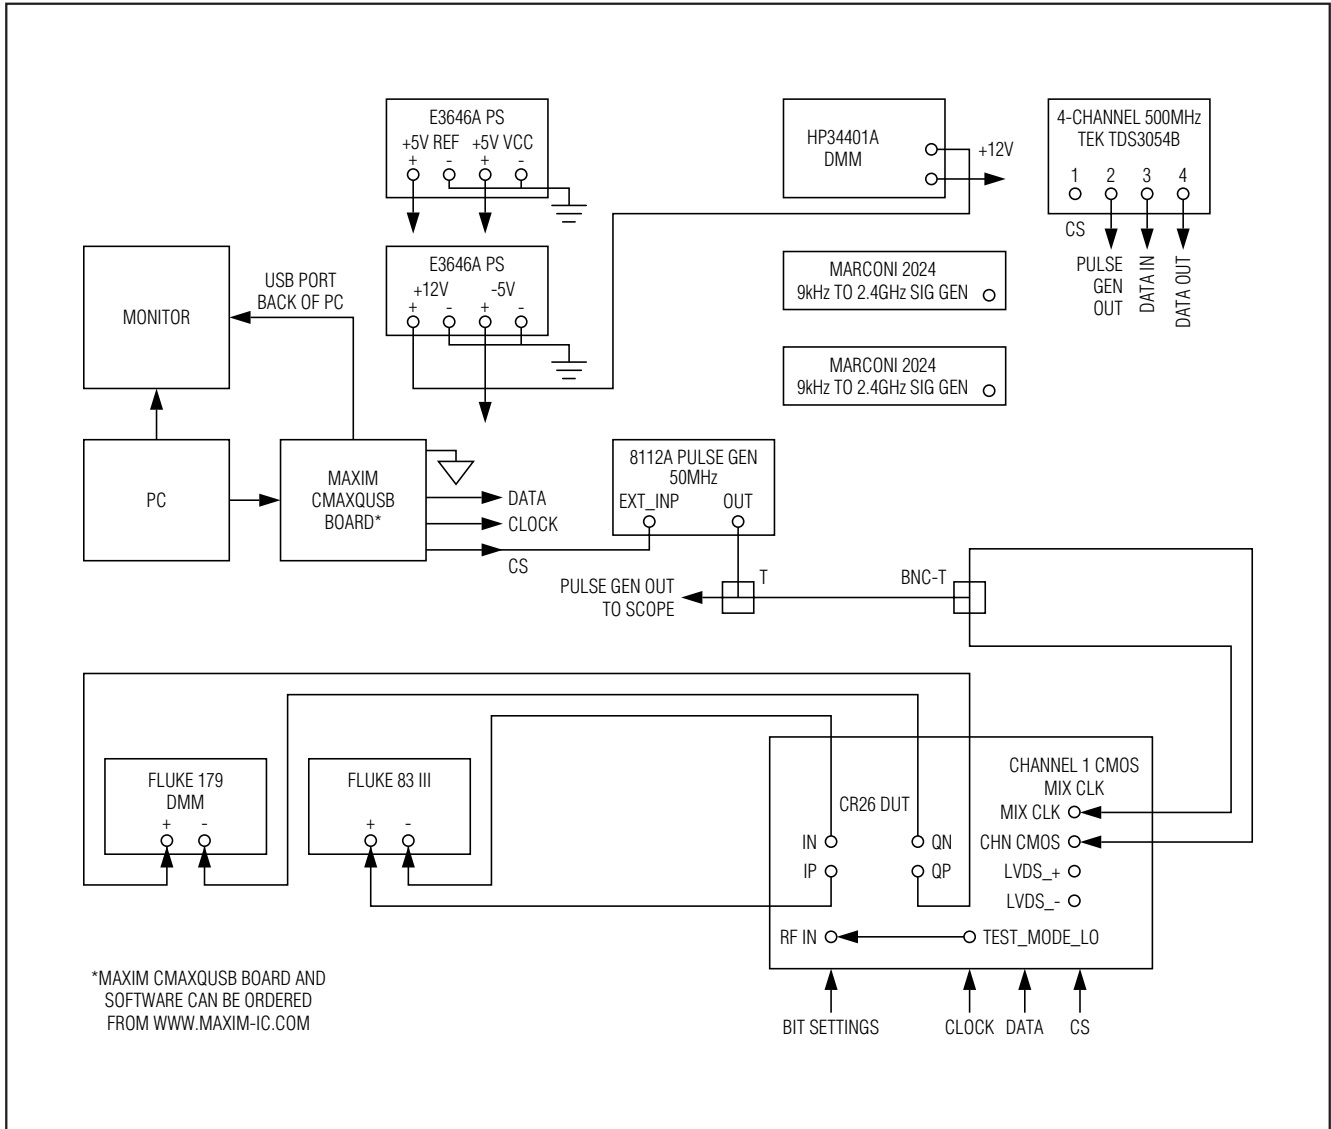 E3646A PS
+5V REF +5V VCC
+ - + -
HP34401A
DMM
+12V
4-CHANNEL 500MHz
TEK TDS3054B
1 2 3 4
CS
PULSE
GEN
OUT
DATA IN
DATA OUT
E3646A PS
+12V -5V
+ - + -
MARCONI 2024
9kHz TO 2.4GHz SIG GEN
MARCONI 2024
9kHz TO 2.4GHz SIG GEN
USB PORT
BACK OF PC
MONITOR
PC
MAXIM
CMAXQUSB
BOARD*
DATA
CLOCK
CS
8112A PULSE GEN
50MHz
EXT_INP OUT
T
BNC-T
PULSE GEN OUT
TO SCOPE
FLUKE 179
DMM
+ -
FLUKE 83 III
+ -
CHANNEL 1 CMOS
MIX CLK
CR26 DUT
MIX CLK
IN
QN
CHN CMOS
IP
QP
LVDS_+
LVDS_-
RF IN
TEST_MODE_LO
BIT SETTINGS
CLOCK
DATA
CS
*MAXIM CMAXQUSB BOARD AND
SOFTWARE CAN BE ORDERED
FROM WWW.MAXIM-IC.COM